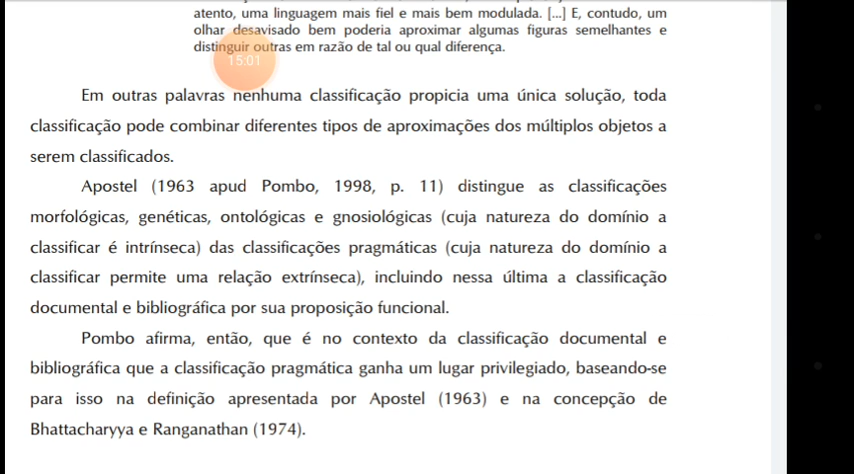 atento, uma linguagem mais fiel e mais bem modulada. [...] E, contudo, um
olhar desavisado bem poderia aproximar algumas figuras semelhantes e
distinguir outras em razão de tal ou qual diferença.
15:01
Em outras palavras nenhuma classificação propicia uma única solução, toda
classificação pode combinar diferentes tipos de aproximações dos múltiplos objetos a
serem classificados.
Apostel (1963 apud Pombo, 1998, p. 11) distingue as classificações
morfológicas, genéticas, ontológicas e gnosiológicas (cuja natureza do domínio a
classificar é intrínseca) das classificações pragmáticas (cuja natureza do domínio a
classificar permite uma relação extrínseca), incluindo nessa última a classificação
documental e bibliográfica por sua proposição funcional.
Pombo afirma, então, que é no contexto da classificação documental e
bibliográfica que a classificação pragmática ganha um lugar privilegiado, baseando-se
para isso na definição apresentada por Apostel (1963) e na concepção de
Bhattacharyya e Ranganathan (1974).